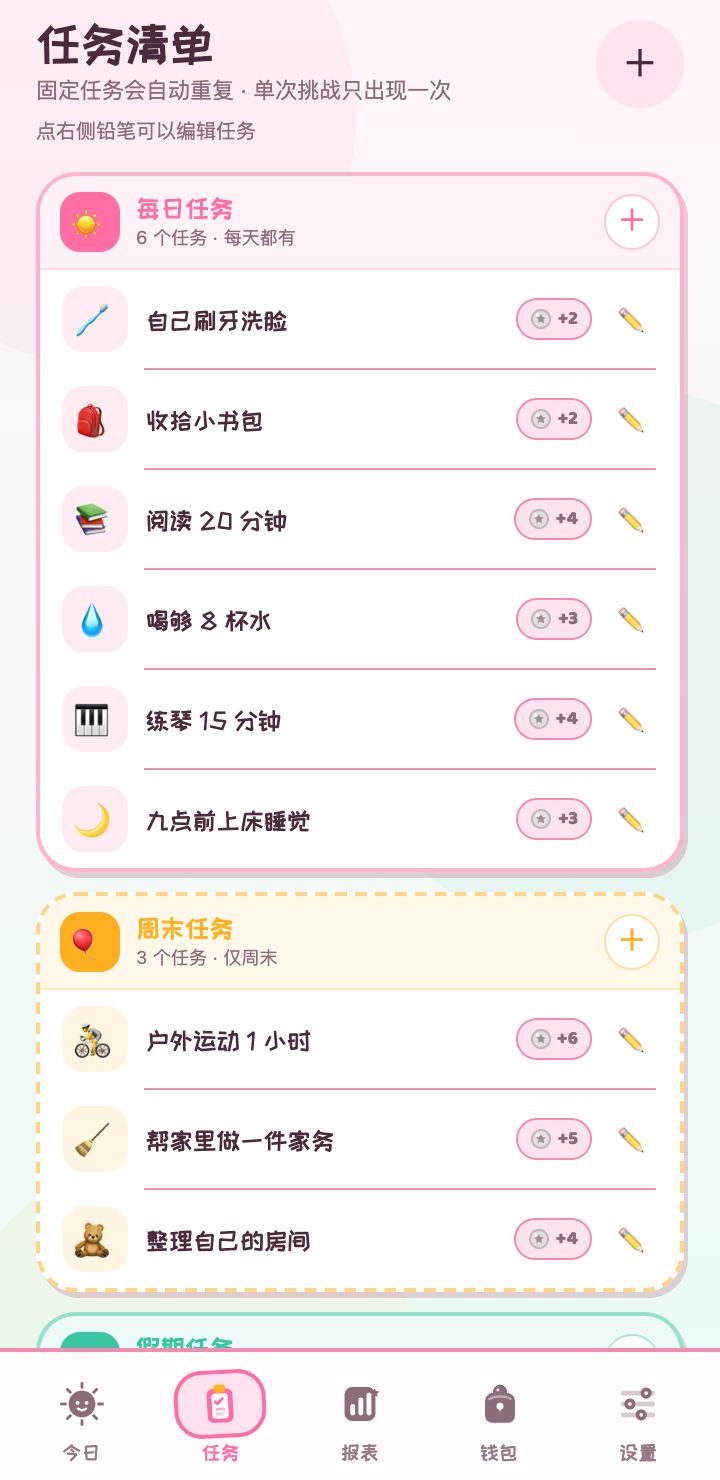 任务清单
固定任务会自动重复 · 单次挑战只出现一次
点右侧铅笔可以编辑任务
每日任务
6 个任务 · 每天都有
自己刷牙洗脸 +2
收拾小书包 +2
阅读 20 分钟 +4
喝够 8 杯水 +3
练琴 15 分钟 +4
九点前上床睡觉 +3
周末任务
3 个任务 · 仅周末
户外运动 1 小时 +6
帮家里做一件家务 +5
整理自己的房间 +4
假期任务
今日 任务 报表 钱包 设置